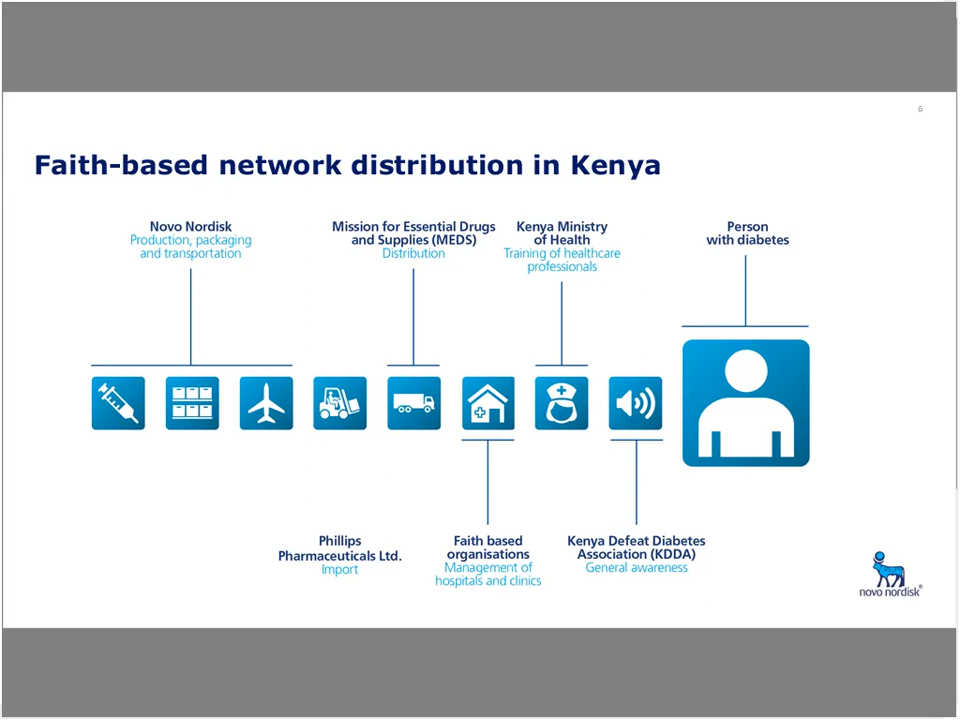 6
Faith-based network distribution in Kenya
Novo Nordisk
Production, packaging
and transportation
Mission for Essential Drugs
and Supplies (MEDS)
Distribution
Kenya Ministry
of Health
Training of healthcare
professionals
Person
with diabetes
Phillips
Pharmaceuticals Ltd.
Import
Faith based
organisations
Management of
hospitals and clinics
Kenya Defeat Diabetes
Association (KDDA)
General awareness
novo nordisk®